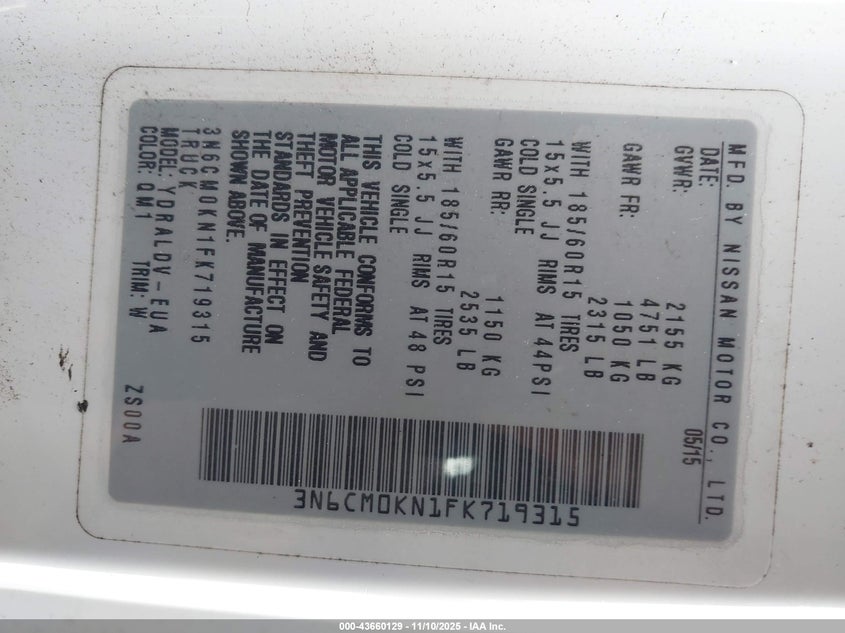 MFD. BY NISSAN MOTOR CO., LTD.
DATE: 05/15
GVWR: 2155 KG
4751 LB
GAWR FR: 1050 KG
2315 LB
WITH 185/60R15 TIRES
15x5.5 JJ RIMS AT 44PSI
COLD SINGLE
GAWR RR: 1150 KG
2535 LB
WITH 185/60R15 TIRES
15x5.5 JJ RIMS AT 48 PSI
COLD SINGLE
THIS VEHICLE CONFORMS TO
ALL APPLICABLE FEDERAL
MOTOR VEHICLE SAFETY AND
THEFT PREVENTION
STANDARDS IN EFFECT ON
THE DATE OF MANUFACTURE
SHOWN ABOVE.
3N6CM0KN1FK719315
TRUCK
MODEL: YDRALDV-EUA
COLOR: QM1 TRIM: W ZS00A
3N6CM0KN1FK719315
000-43660129 - 11/10/2025 - IAA Inc.